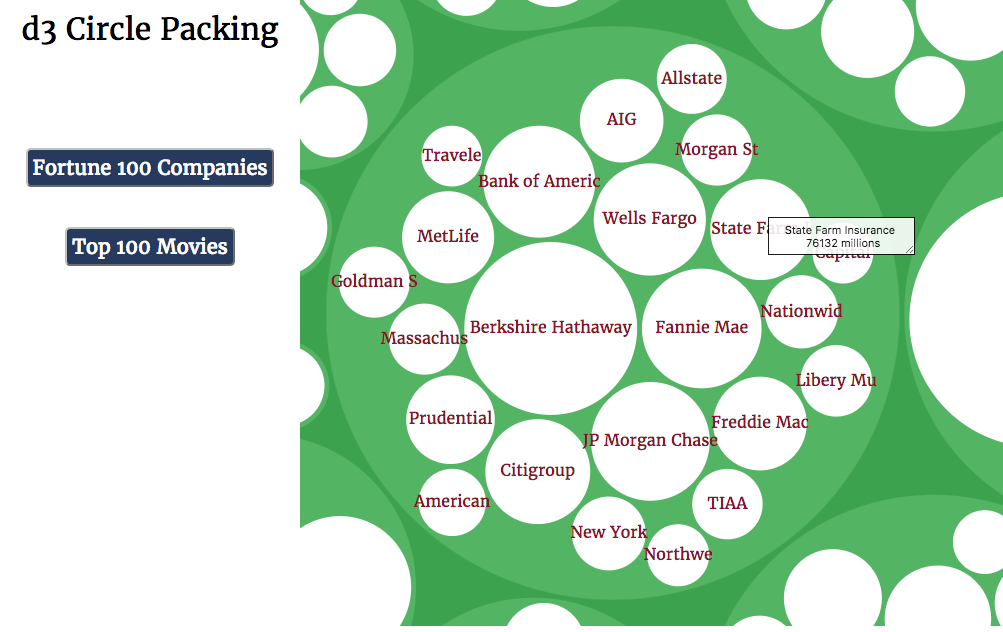 d3 Circle Packing
Fortune 100 Companies
Top 100 Movies
Allstate
AIG
Morgan St
Travele
Bank of Americ
Wells Fargo
State Fa
State Farm Insurance
76132 millions
MetLife
Capital
Goldman S
Massachus
Berkshire Hathaway
Fannie Mae
Nationwid
Libery Mu
Prudential
Freddie Mac
JP Morgan Chase
Citigroup
American
TIAA
New York
Northwe